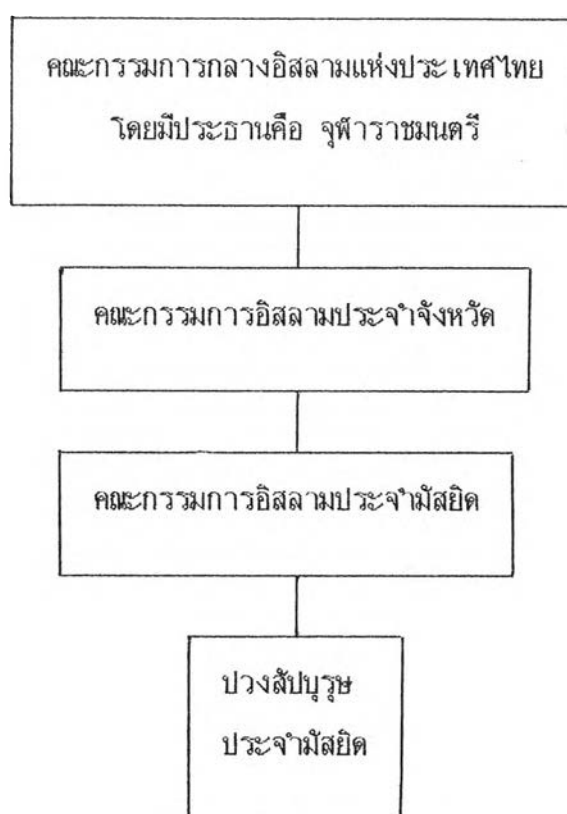 คณะกรรมการกลางอิสลามแห่งประเทศไทย
โดยมีประธานคือ จุฬาราชมนตรี
คณะกรรมการอิสลามประจำจังหวัด
คณะกรรมการอิสลามประจำมัสยิด
ปวงสัปบุรุษ
ประจำมัสยิด